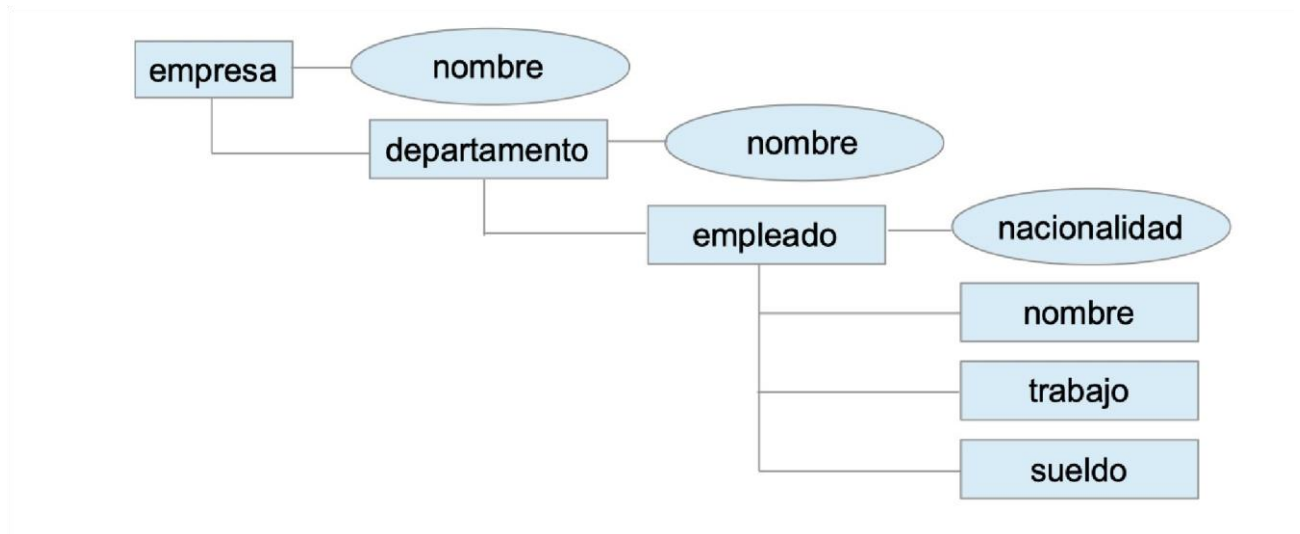 empresa
nombre
departamento
nombre
empleado
nacionalidad
nombre
trabajo
sueldo